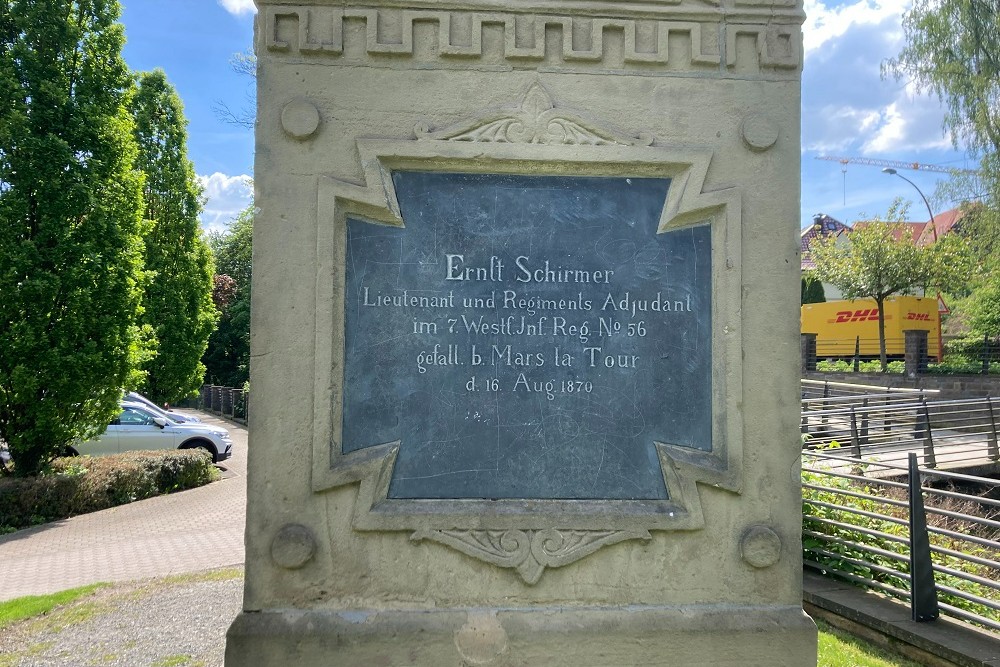 Ernſt Schirmer
Lieutenant und Regiments Adjudant
im 7. Westf. Jnf. Reg. No 56
gefall. b. Mars la Tour
d. 16. Aug. 1870
DHL
DHL